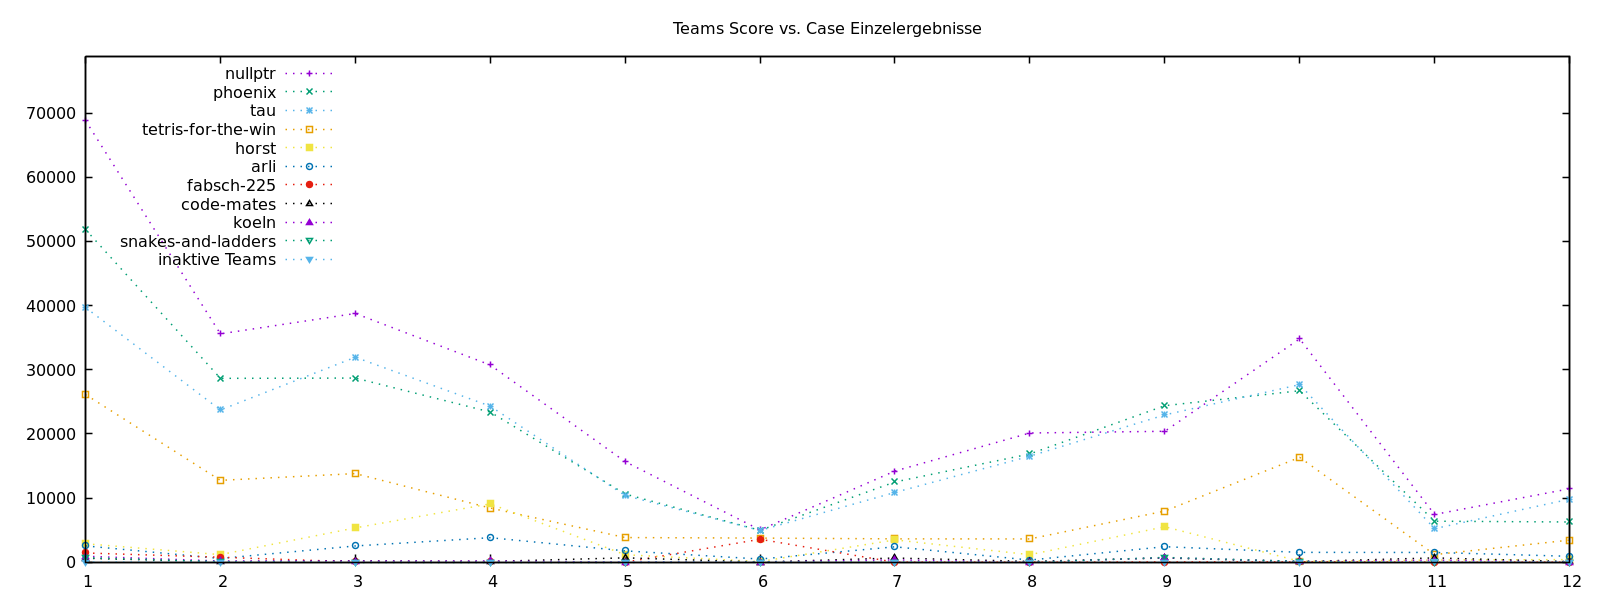 Teams Score vs. Case Einzelergebnisse
nullptr
phoenix
tau
tetris-for-the-win
horst
arli
fabsch-225
code-mates
koeln
snakes-and-ladders
inaktive Teams
70000
60000
50000
40000
30000
20000
10000
0
1 2 3 4 5 6 7 8 9 10 11 12